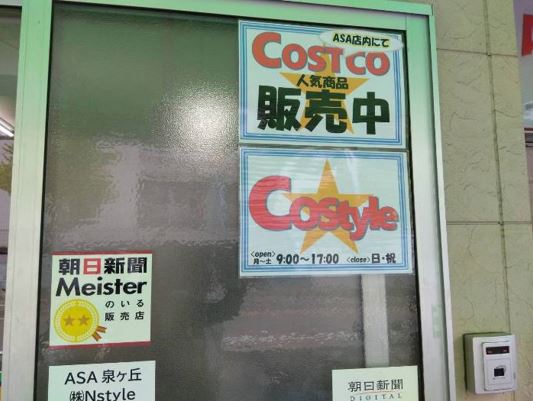 ASA店内にて
COSTCO
人気商品
販売中
Costyle
<open>
月~土 9:00~17:00 <close> 日・祝
朝日新聞
Meister
のいる
販売店
ASA 泉ヶ丘
㈱Nstyle
朝日新聞
DIGITAL